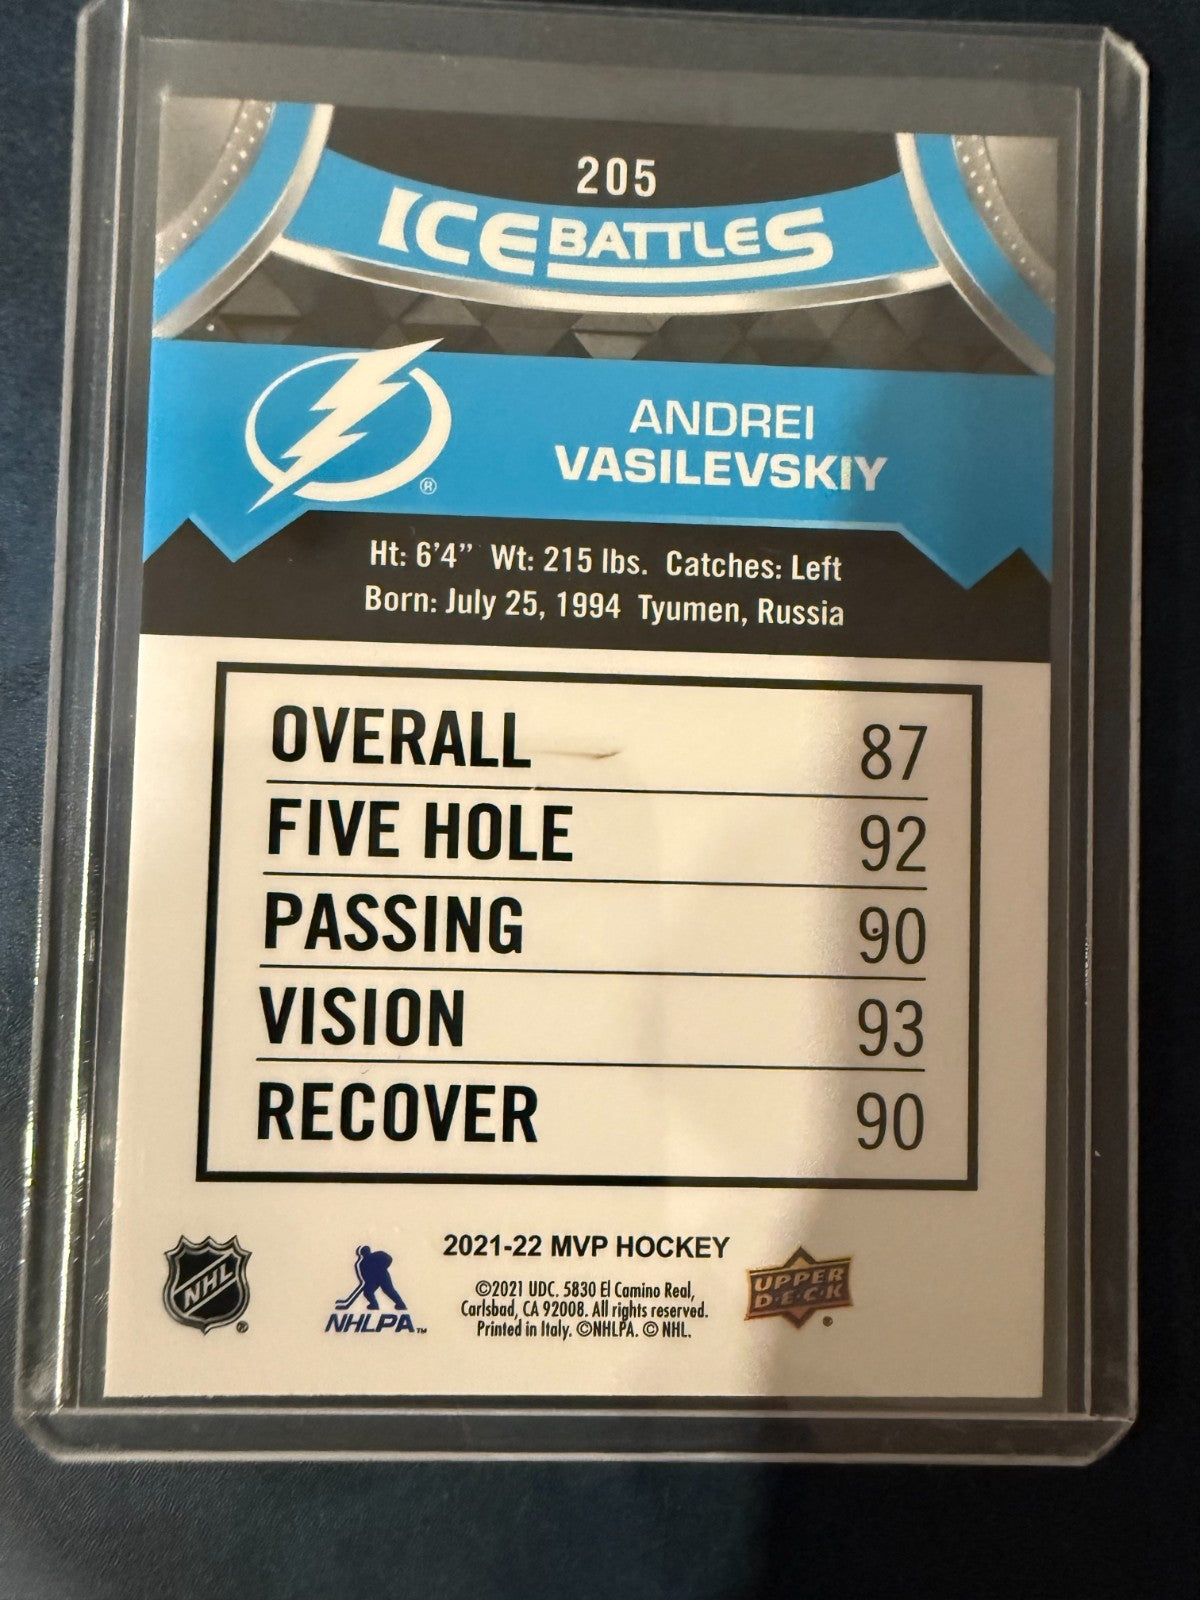 205
ICE BATTLES
®
ANDREI
VASILEVSKIY
Ht: 6'4" Wt: 215 lbs. Catches: Left
Born: July 25, 1994 Tyumen, Russia
OVERALL 87
FIVE HOLE 92
PASSING 90
VISION 93
RECOVER 90
2021-22 MVP HOCKEY
©2021 UDC. 5830 El Camino Real,
Carlsbad, CA 92008. All rights reserved.
Printed in Italy. ©NHLPA. © NHL.
NHL ®
NHLPA ™
UPPER
DECK ®